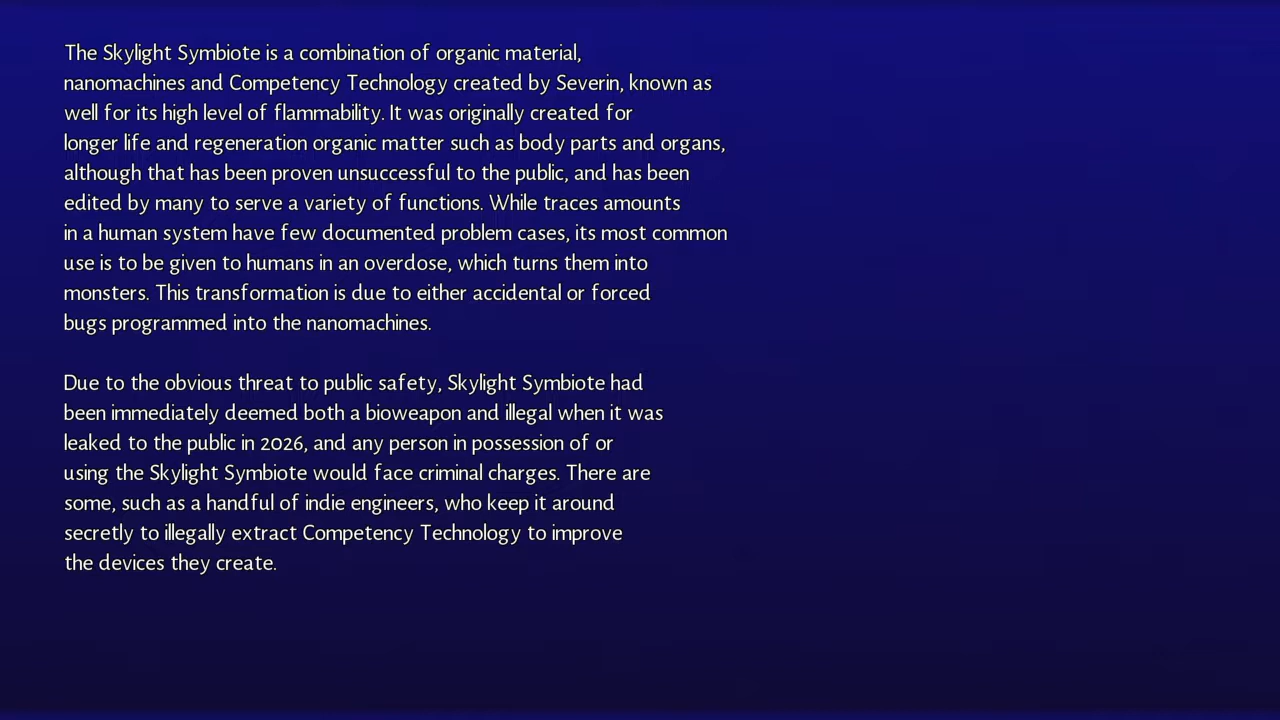 The Skylight Symbiote is a combination of organic material,
nanomachines and Competency Technology created by Severin, known as
well for its high level of flammability. It was originally created for
longer life and regeneration organic matter such as body parts and organs,
although that has been proven unsuccessful to the public, and has been
edited by many to serve a variety of functions. While traces amounts
in a human system have few documented problem cases, its most common
use is to be given to humans in an overdose, which turns them into
monsters. This transformation is due to either accidental or forced
bugs programmed into the nanomachines.
Due to the obvious threat to public safety, Skylight Symbiote had
been immediately deemed both a bioweapon and illegal when it was
leaked to the public in 2026, and any person in possession of or
using the Skylight Symbiote would face criminal charges. There are
some, such as a handful of indie engineers, who keep it around
secretly to illegally extract Competency Technology to improve
the devices they create.